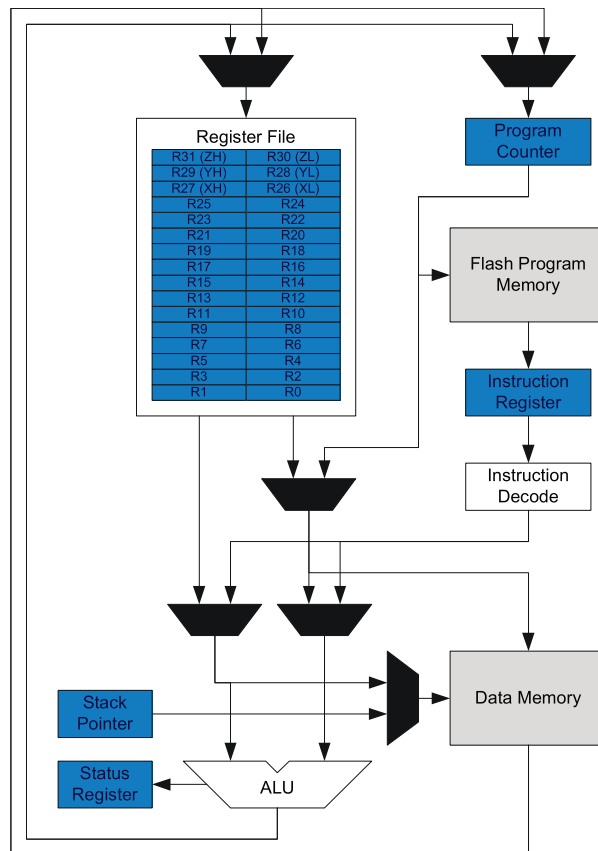 Register File
R31 (ZH) R30 (ZL)
R29 (YH) R28 (YL)
R27 (XH) R26 (XL)
R25 R24
R23 R22
R21 R20
R19 R18
R17 R16
R15 R14
R13 R12
R11 R10
R9 R8
R7 R6
R5 R4
R3 R2
R1 R0
Program
Counter
Flash Program
Memory
Instruction
Register
Instruction
Decode
Stack
Pointer
Data Memory
Status
Register
ALU